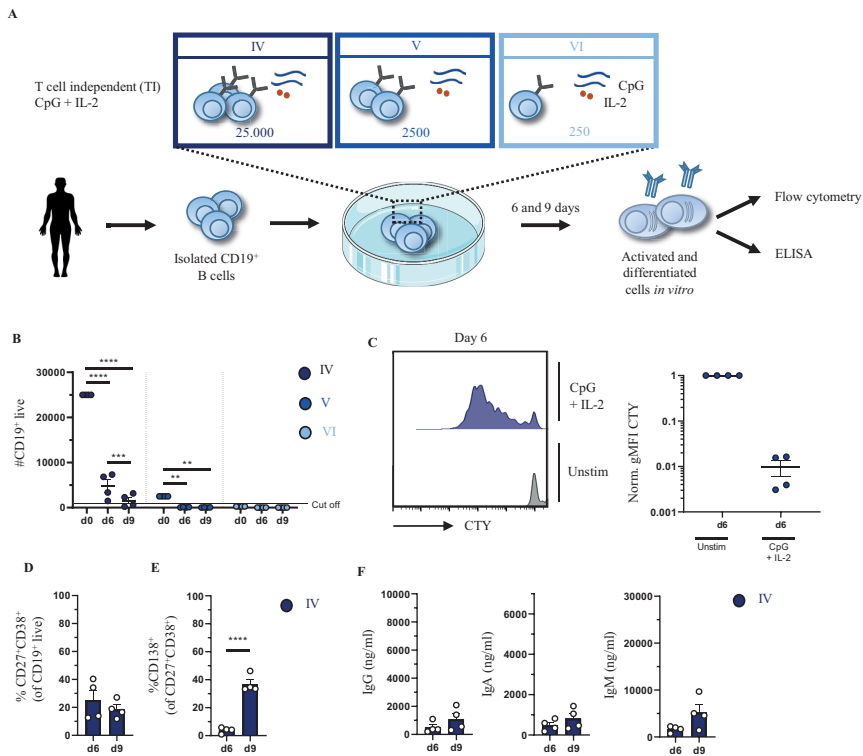 A
IV
V
VI
T cell independent (TI)
CpG + IL-2
CpG
IL-2
25.000
2500
250
6 and 9 days
Flow cytometry
ELISA
Isolated CD19+
B cells
Activated and
differentiated
cells in vitro
B
#CD19+ live
30000
20000
10000
0
****
****
***
**
**
d0
d6
d9
d0
d6
d9
d0
d6
d9
Cut off
IV
V
VI
C
Day 6
CpG
+ IL-2
Unstim
CTY
Norm. gMFI CTY
1
0.1
0.01
0.001
d6
d6
Unstim
CpG
+ IL-2
D
% CD27+CD38+
(of CD19+ live)
100
80
60
40
20
0
d6
d9
E
%CD138+
(of CD27+CD38+)
100
80
60
40
20
0
****
d6
d9
IV
F
IgG (ng/ml)
10000
8000
6000
4000
2000
0
d6
d9
IgA (ng/ml)
6000
4000
2000
0
d6
d9
IgM (ng/ml)
30000
20000
10000
5000
0
d6
d9
IV